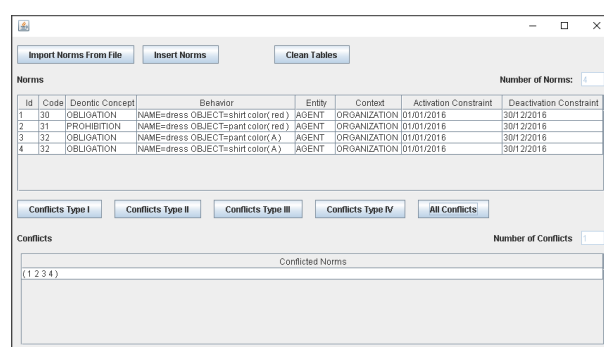 Import Norms From File Insert Norms Clean Tables
Norms Number of Norms: 4
Id Code Deontic Concept Behavior Entity Context Activation Constraint Deactivation Constraint
1 30 OBLIGATION NAME=dress OBJECT=shirt color( red ) AGENT ORGANIZATION 01/01/2016 30/12/2016
2 31 PROHIBITION NAME=dress OBJECT=pant color( red ) AGENT ORGANIZATION 01/01/2016 30/12/2016
3 32 OBLIGATION NAME=dress OBJECT=pant color( A ) AGENT ORGANIZATION 01/01/2016 30/12/2016
4 32 OBLIGATION NAME=dress OBJECT=shirt color( A ) AGENT ORGANIZATION 01/01/2016 30/12/2016
Conflicts Type I Conflicts Type II Conflicts Type III Conflicts Type IV All Conflicts
Conflicts Number of Conflicts 1
Conflicted Norms
( 1 2 3 4 )